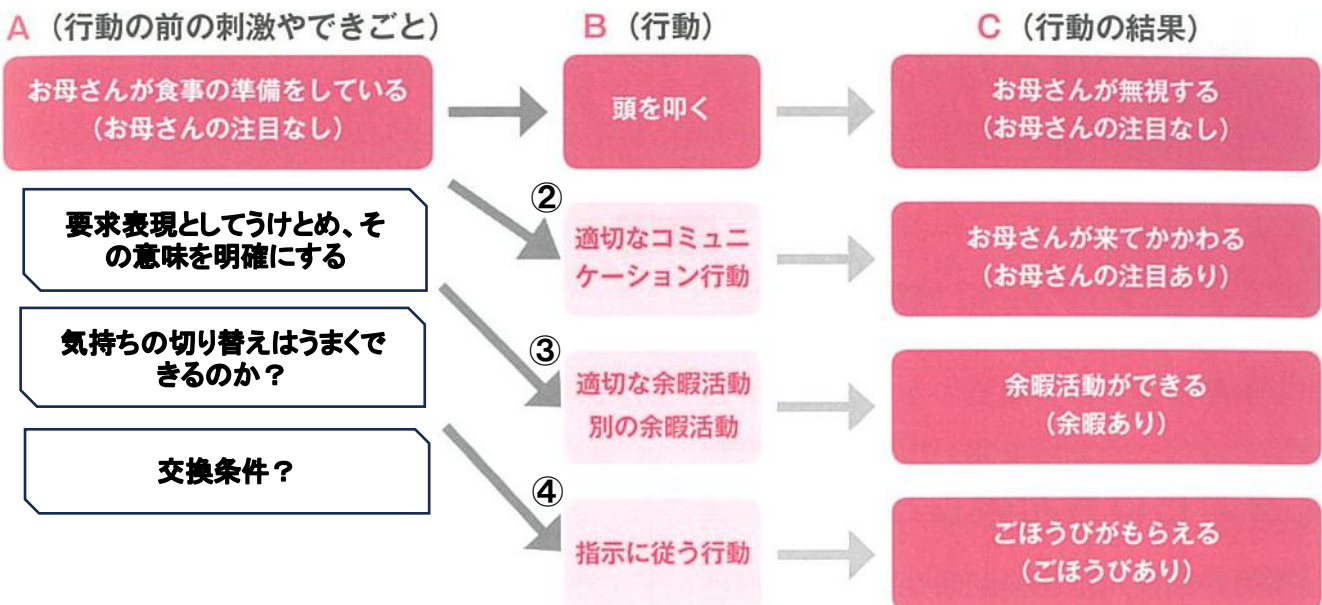 A（行動の前の刺激やできごと）
B（行動）
C（行動の結果）
お母さんが食事の準備をしている
（お母さんの注目なし）
頭を叩く
お母さんが無視する
（お母さんの注目なし）
要求表現としてうけとめ、そ
の意味を明確にする
②
適切なコミュニ
ケーション行動
お母さんが来てかかわる
（お母さんの注目あり）
気持ちの切り替えはうまくで
きるのか？
③
適切な余暇活動
別の余暇活動
余暇活動ができる
（余暇あり）
交換条件？
④
指示に従う行動
ごほうびがもらえる
（ごほうびあり）